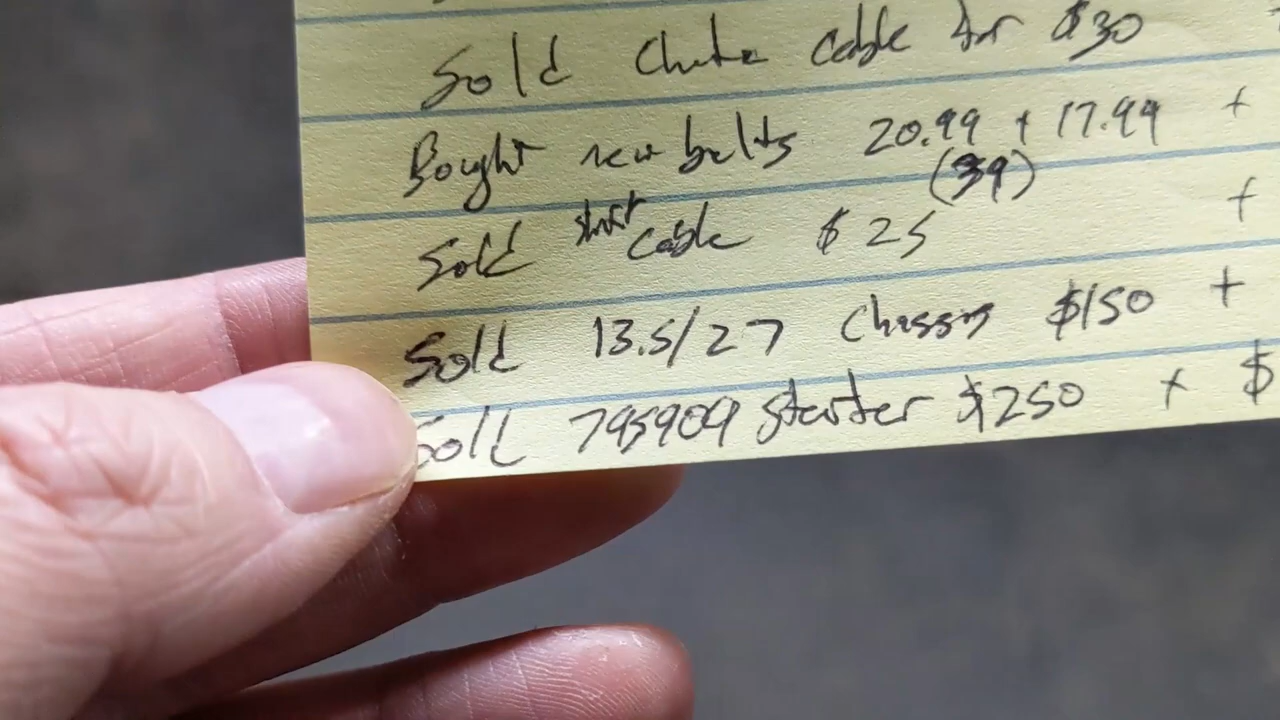 Sold Chute cable for $30
Bought new belts 20.99 + 17.99 +
(39)
Sold shift cable $25 +
Sold 13.5/27 Chassis $150 +
Sold 795909 starter $250 + $